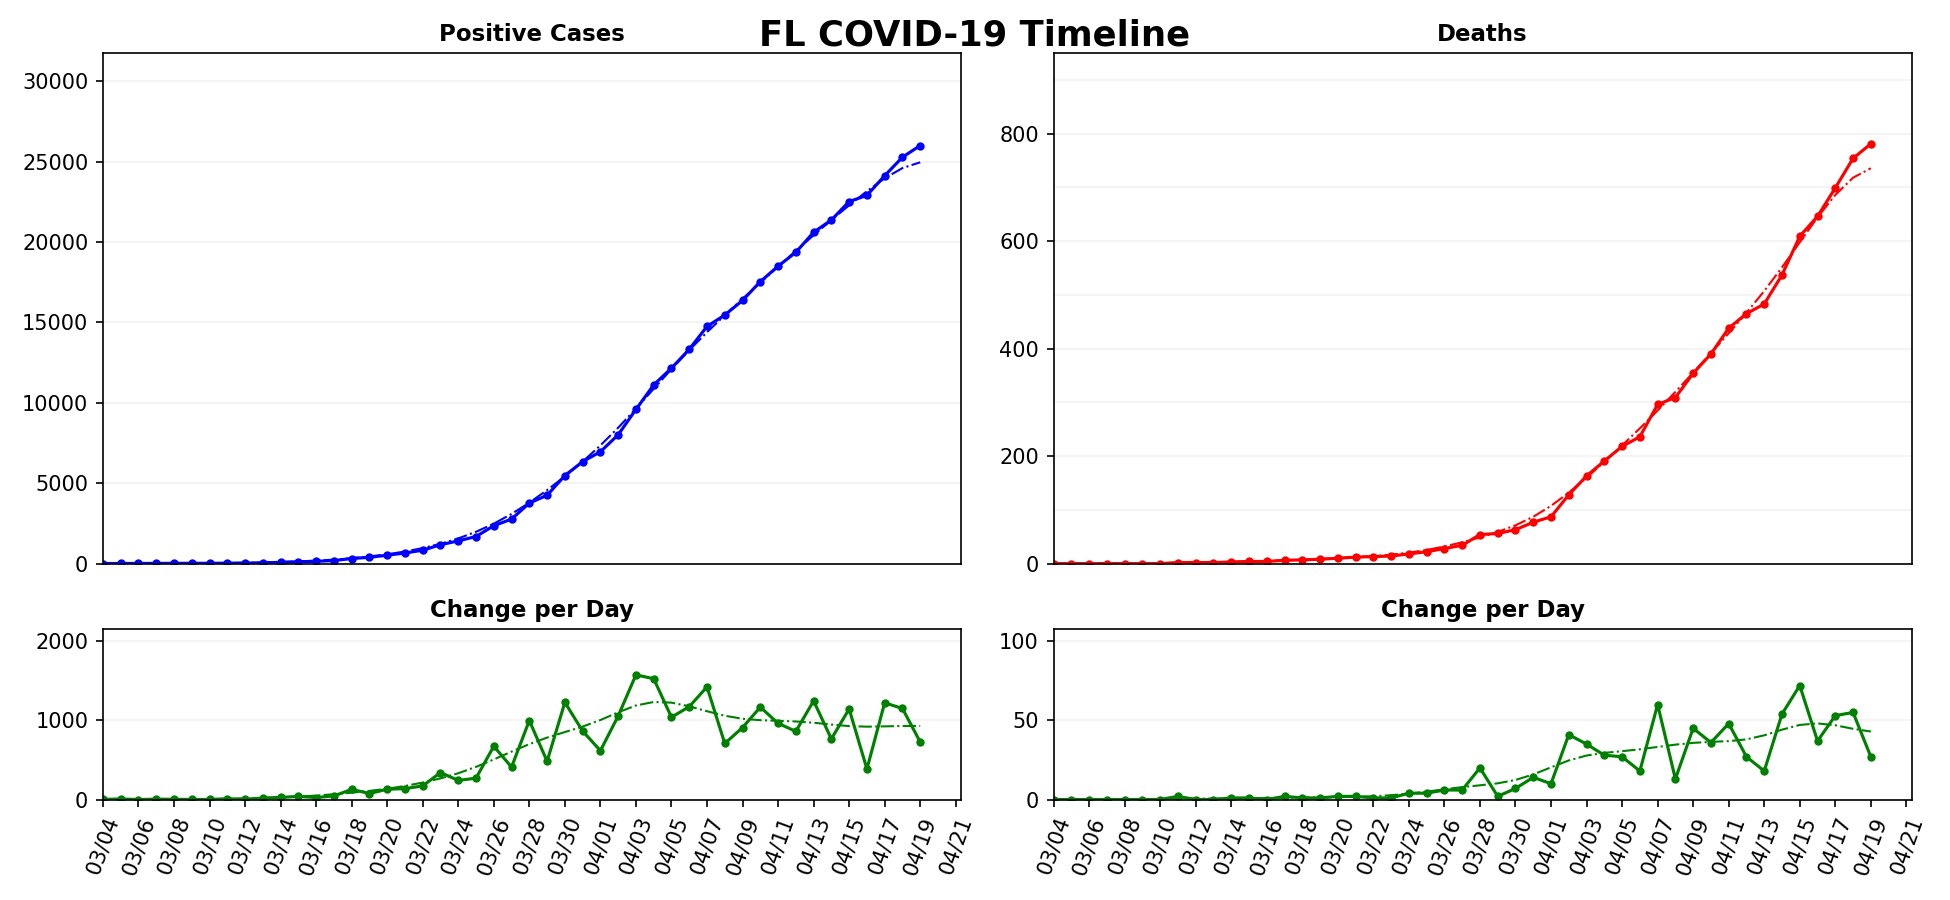 FL COVID-19 Timeline
Positive Cases
30000
25000
20000
15000
10000
5000
0
Deaths
800
600
400
200
0
Change per Day
2000
1000
0
03/04 03/06 03/08 03/10 03/12 03/14 03/16 03/18 03/20 03/22 03/24 03/26 03/28 03/30 04/01 04/03 04/05 04/07 04/09 04/11 04/13 04/15 04/17 04/19 04/21
Change per Day
100
50
0
03/04 03/06 03/08 03/10 03/12 03/14 03/16 03/18 03/20 03/22 03/24 03/26 03/28 03/30 04/01 04/03 04/05 04/07 04/09 04/11 04/13 04/15 04/17 04/19 04/21